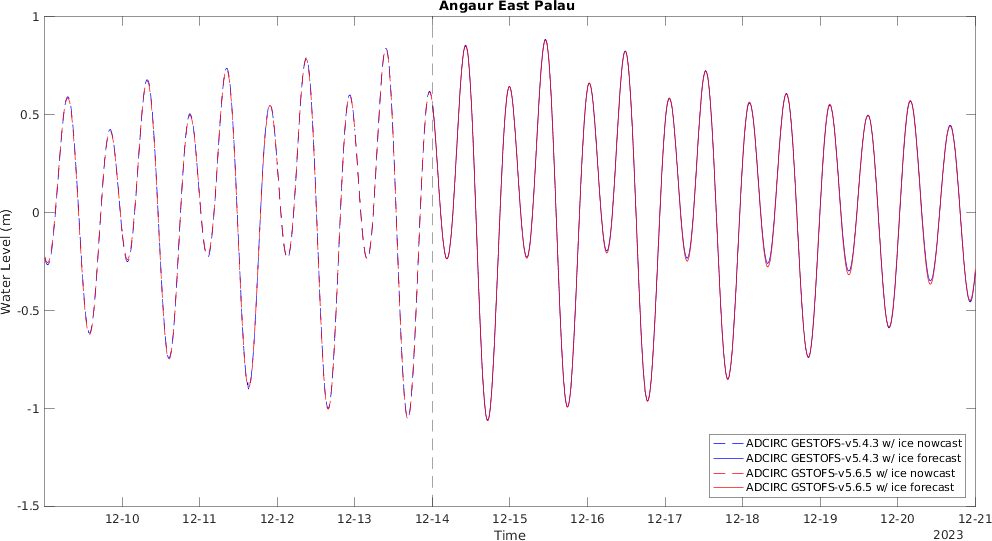 Angaur East Palau
Water Level (m)
1
0.5
0
-0.5
-1
-1.5
ADCIRC GESTOFS-v5.4.3 w/ ice nowcast
ADCIRC GESTOFS-v5.4.3 w/ ice forecast
ADCIRC GSTOFS-v5.6.5 w/ ice nowcast
ADCIRC GSTOFS-v5.6.5 w/ ice forecast
12-10 12-11 12-12 12-13 12-14 12-15 12-16 12-17 12-18 12-19 12-20 12-21
Time
2023